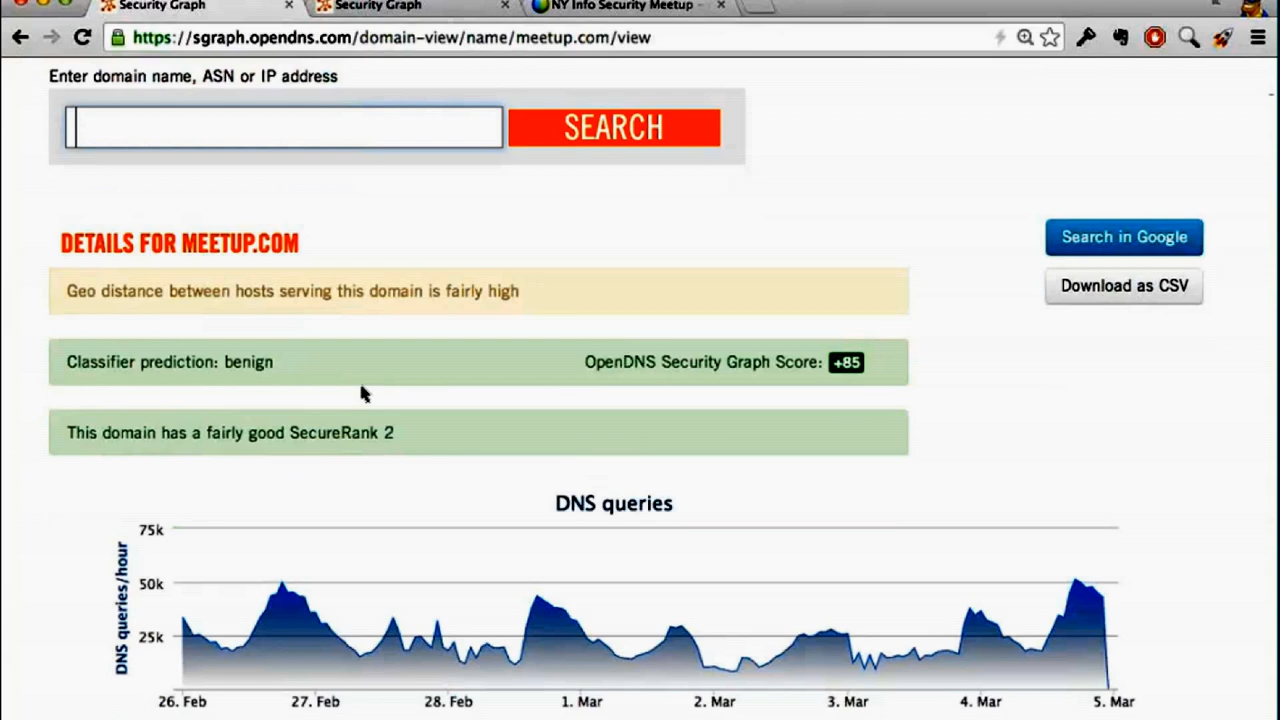 Security Graph
Security Graph
NY Info Security Meetup -
https://sgraph.opendns.com/domain-view/name/meetup.com/view
Enter domain name, ASN or IP address
SEARCH
DETAILS FOR MEETUP.COM
Search in Google
Geo distance between hosts serving this domain is fairly high
Download as CSV
Classifier prediction: benign OpenDNS Security Graph Score: +85
This domain has a fairly good SecureRank 2
DNS queries
75k
50k
25k
DNS queries/hour
26. Feb 27. Feb 28. Feb 1. Mar 2. Mar 3. Mar 4. Mar 5. Mar